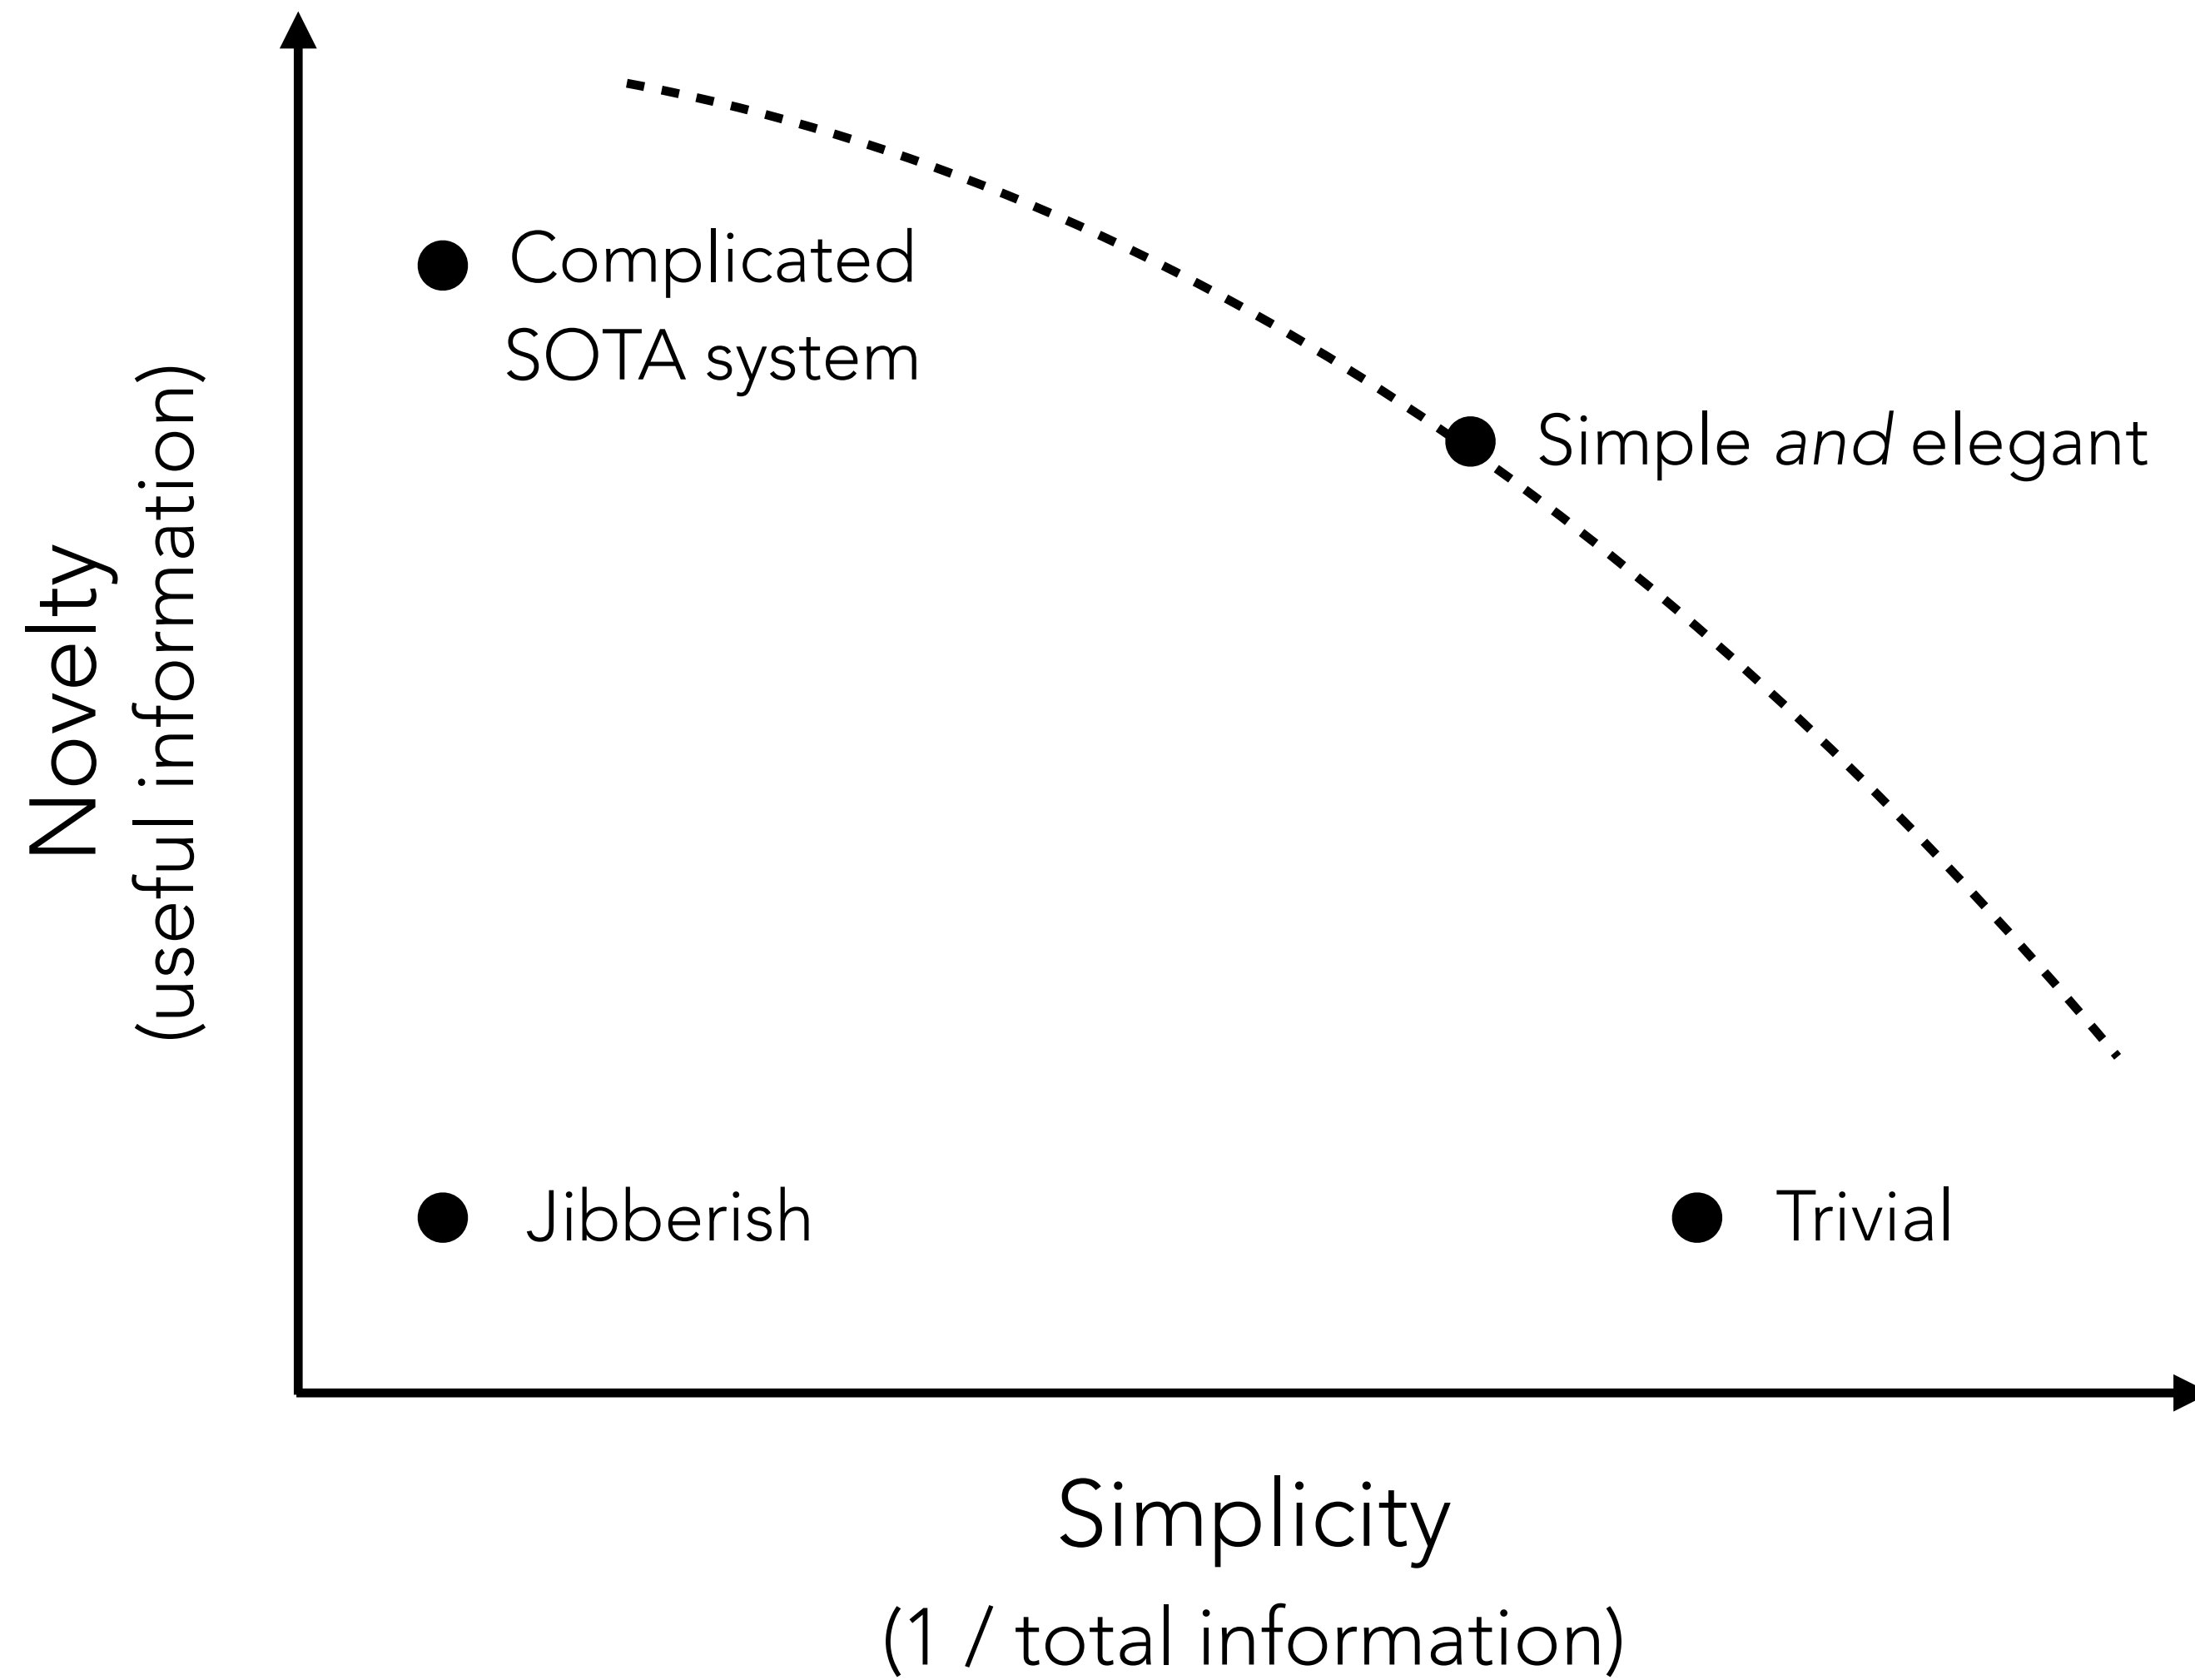 Novelty
(useful information)
Complicated
SOTA system
Simple and elegant
Jibberish
Trivial
Simplicity
(1 / total information)